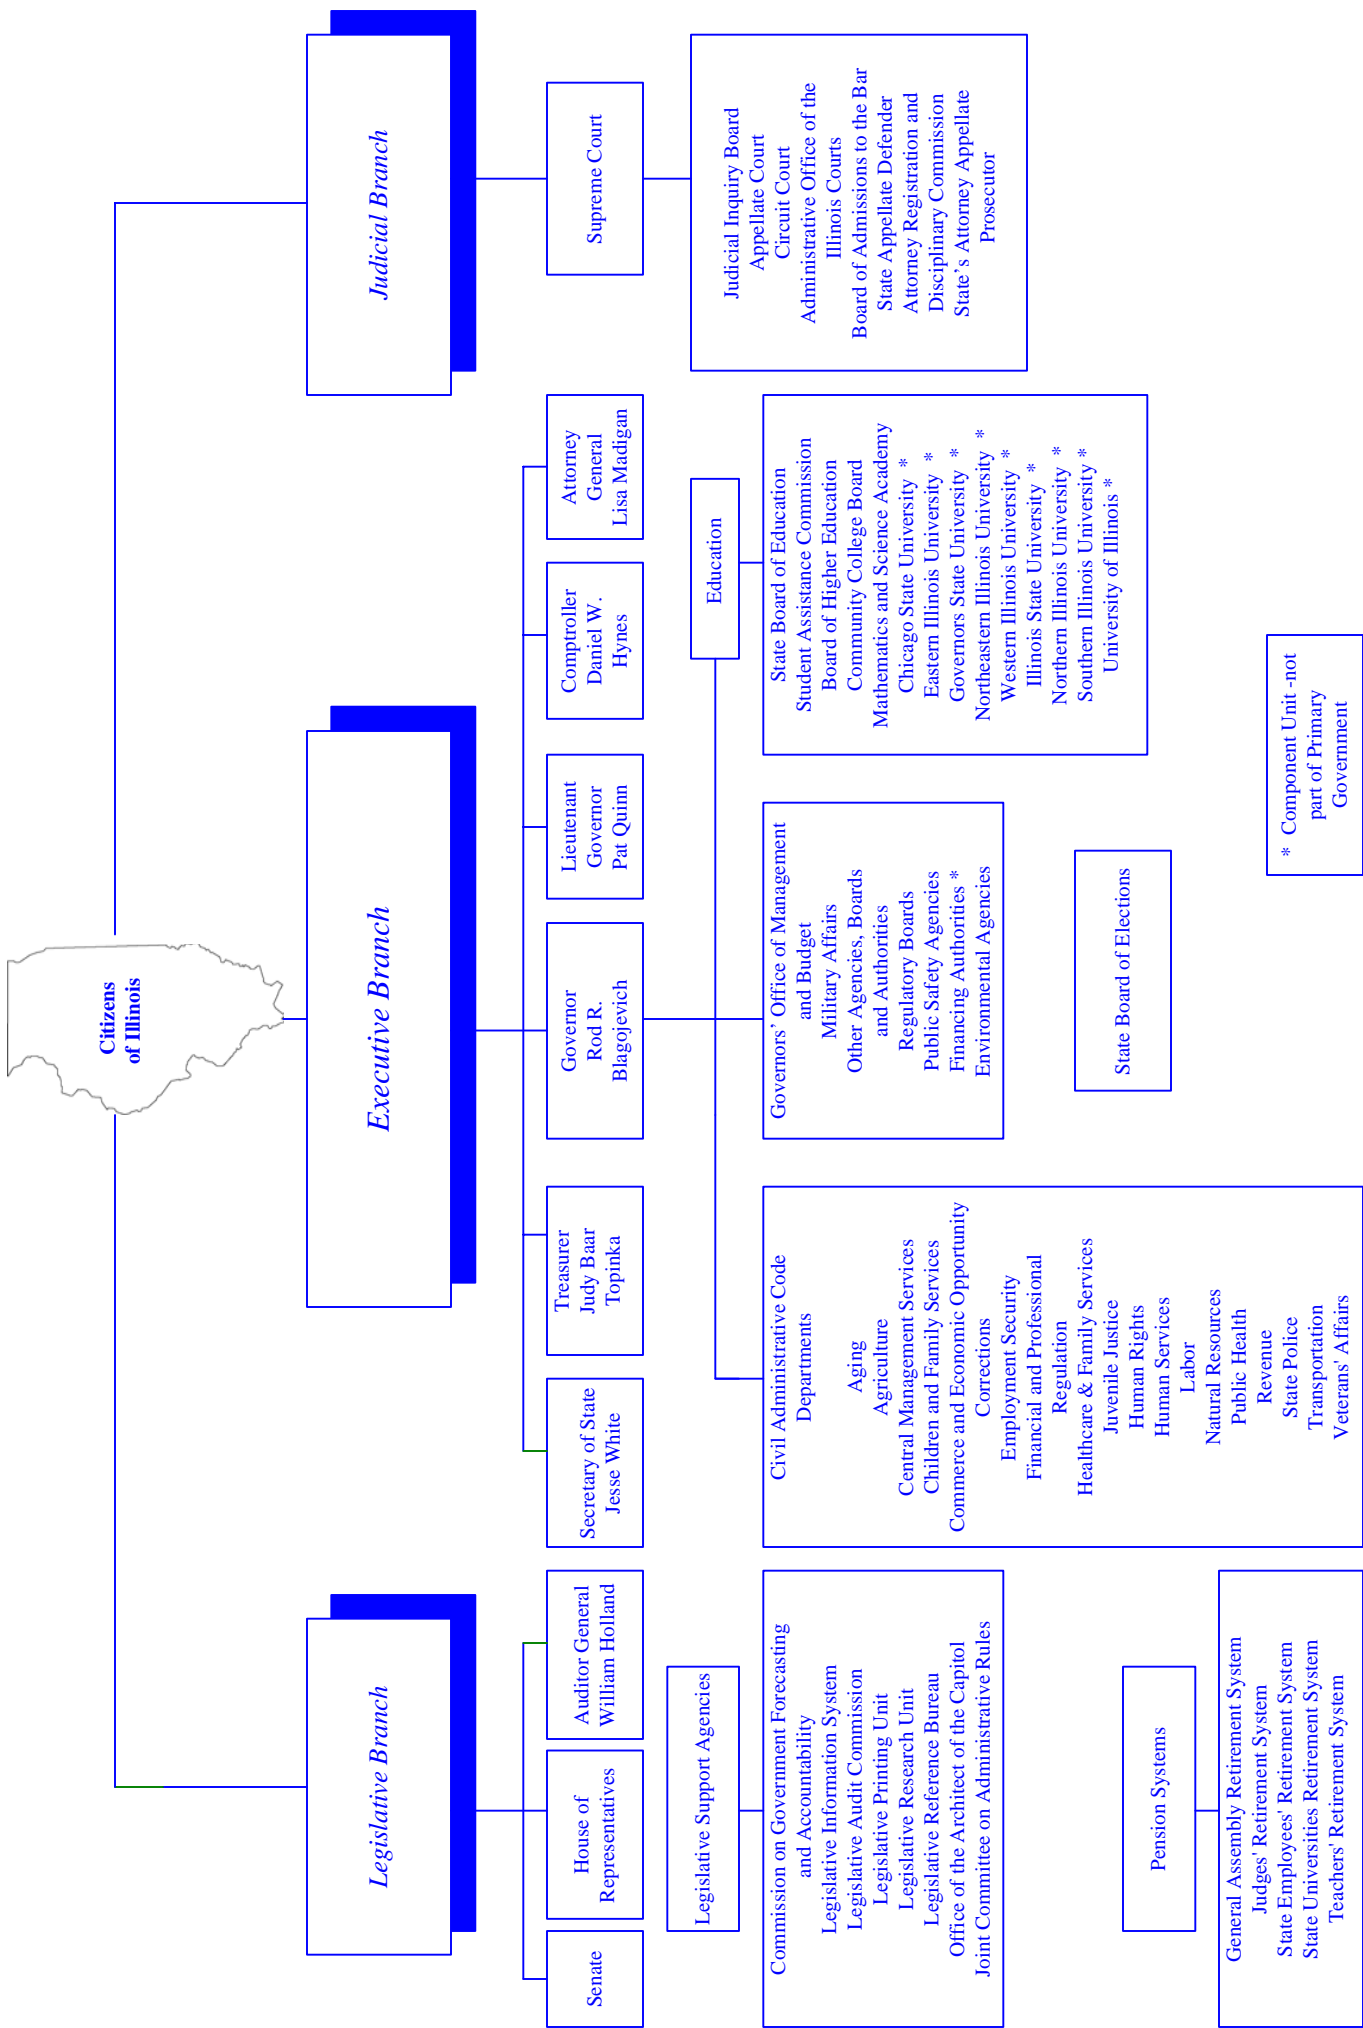 Citizens
of Illinois
Legislative Branch
Executive Branch
Judicial Branch
Senate
House of
Representatives
Auditor General
William Holland
Secretary of State
Jesse White
Treasurer
Judy Baar
Topinka
Governor
Rod R.
Blagojevich
Lieutenant
Governor
Pat Quinn
Comptroller
Daniel W.
Hynes
Attorney
General
Lisa Madigan
Supreme Court
Legislative Support Agencies
Commission on Government Forecasting
and Accountability
Legislative Information System
Legislative Audit Commission
Legislative Printing Unit
Legislative Research Unit
Legislative Reference Bureau
Office of the Architect of the Capitol
Joint Committee on Administrative Rules
Civil Administrative Code
Departments
Aging
Agriculture
Central Management Services
Children and Family Services
Commerce and Economic Opportunity
Corrections
Employment Security
Financial and Professional
Regulation
Healthcare & Family Services
Juvenile Justice
Human Rights
Human Services
Labor
Natural Resources
Public Health
Revenue
State Police
Transportation
Veterans' Affairs
Governors' Office of Management
and Budget
Military Affairs
Other Agencies, Boards
and Authorities
Regulatory Boards
Public Safety Agencies
Financing Authorities *
Environmental Agencies
Education
State Board of Education
Student Assistance Commission
Board of Higher Education
Community College Board
Mathematics and Science Academy
Chicago State University *
Eastern Illinois University *
Governors State University *
Northeastern Illinois University *
Western Illinois University *
Illinois State University *
Northern Illinois University *
Southern Illinois University *
University of Illinois *
Judicial Inquiry Board
Appellate Court
Circuit Court
Administrative Office of the
Illinois Courts
Board of Admissions to the Bar
State Appellate Defender
Attorney Registration and
Disciplinary Commission
State's Attorney Appellate
Prosecutor
State Board of Elections
Pension Systems
General Assembly Retirement System
Judges' Retirement System
State Employees' Retirement System
State Universities Retirement System
Teachers' Retirement System
* Component Unit -not
part of Primary
Government